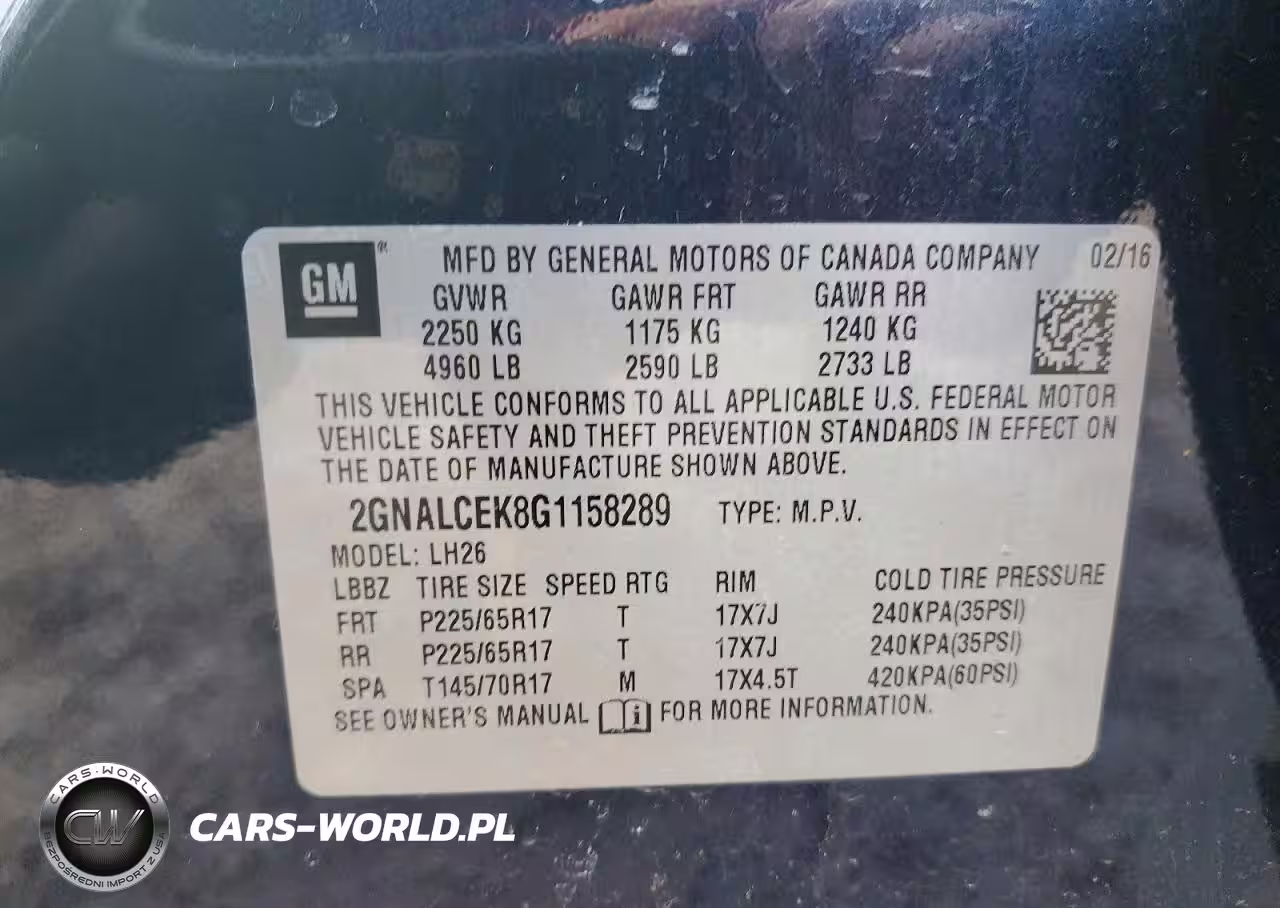 GM ® MFD BY GENERAL MOTORS OF CANADA COMPANY 02/16
GVWR GAWR FRT GAWR RR
2250 KG 1175 KG 1240 KG
4960 LB 2590 LB 2733 LB
THIS VEHICLE CONFORMS TO ALL APPLICABLE U.S. FEDERAL MOTOR
VEHICLE SAFETY AND THEFT PREVENTION STANDARDS IN EFFECT ON
THE DATE OF MANUFACTURE SHOWN ABOVE.
2GNALCEK8G1158289 TYPE: M.P.V.
MODEL: LH26
LBBZ TIRE SIZE SPEED RTG RIM COLD TIRE PRESSURE
FRT P225/65R17 T 17X7J 240KPA(35PSI)
RR P225/65R17 T 17X7J 240KPA(35PSI)
SPA T145/70R17 M 17X4.5T 420KPA(60PSI)
SEE OWNER'S MANUAL i FOR MORE INFORMATION.
CARS-WORLD
CW
BEZPOŚREDNI IMPORT Z USA
CARS-WORLD.PL